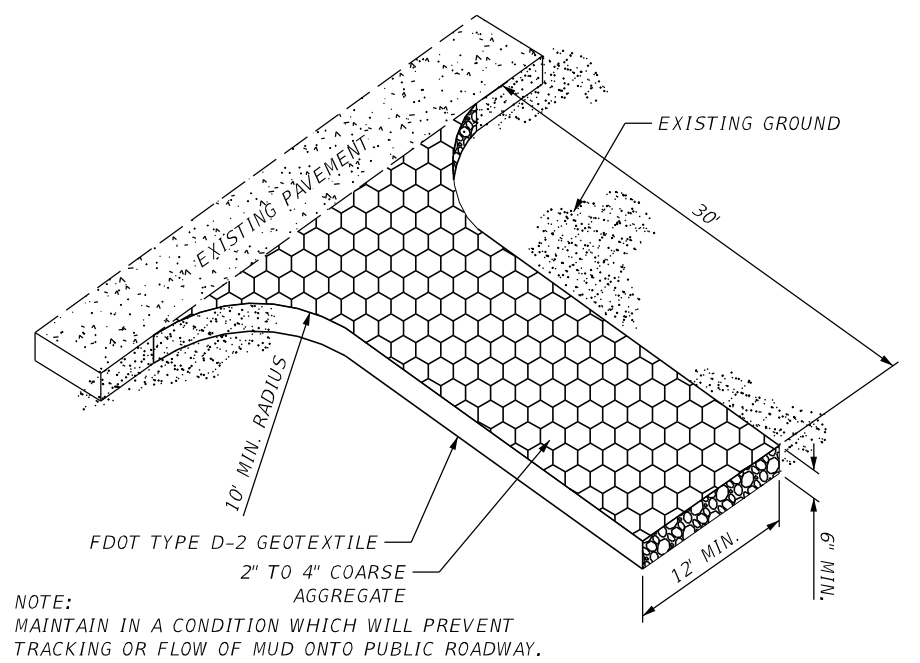 EXISTING GROUND
EXISTING PAVEMENT
30'
10' MIN. RADIUS
FDOT TYPE D-2 GEOTEXTILE
2" TO 4" COARSE
AGGREGATE
12' MIN.
6" MIN.
NOTE:
MAINTAIN IN A CONDITION WHICH WILL PREVENT
TRACKING OR FLOW OF MUD ONTO PUBLIC ROADWAY.